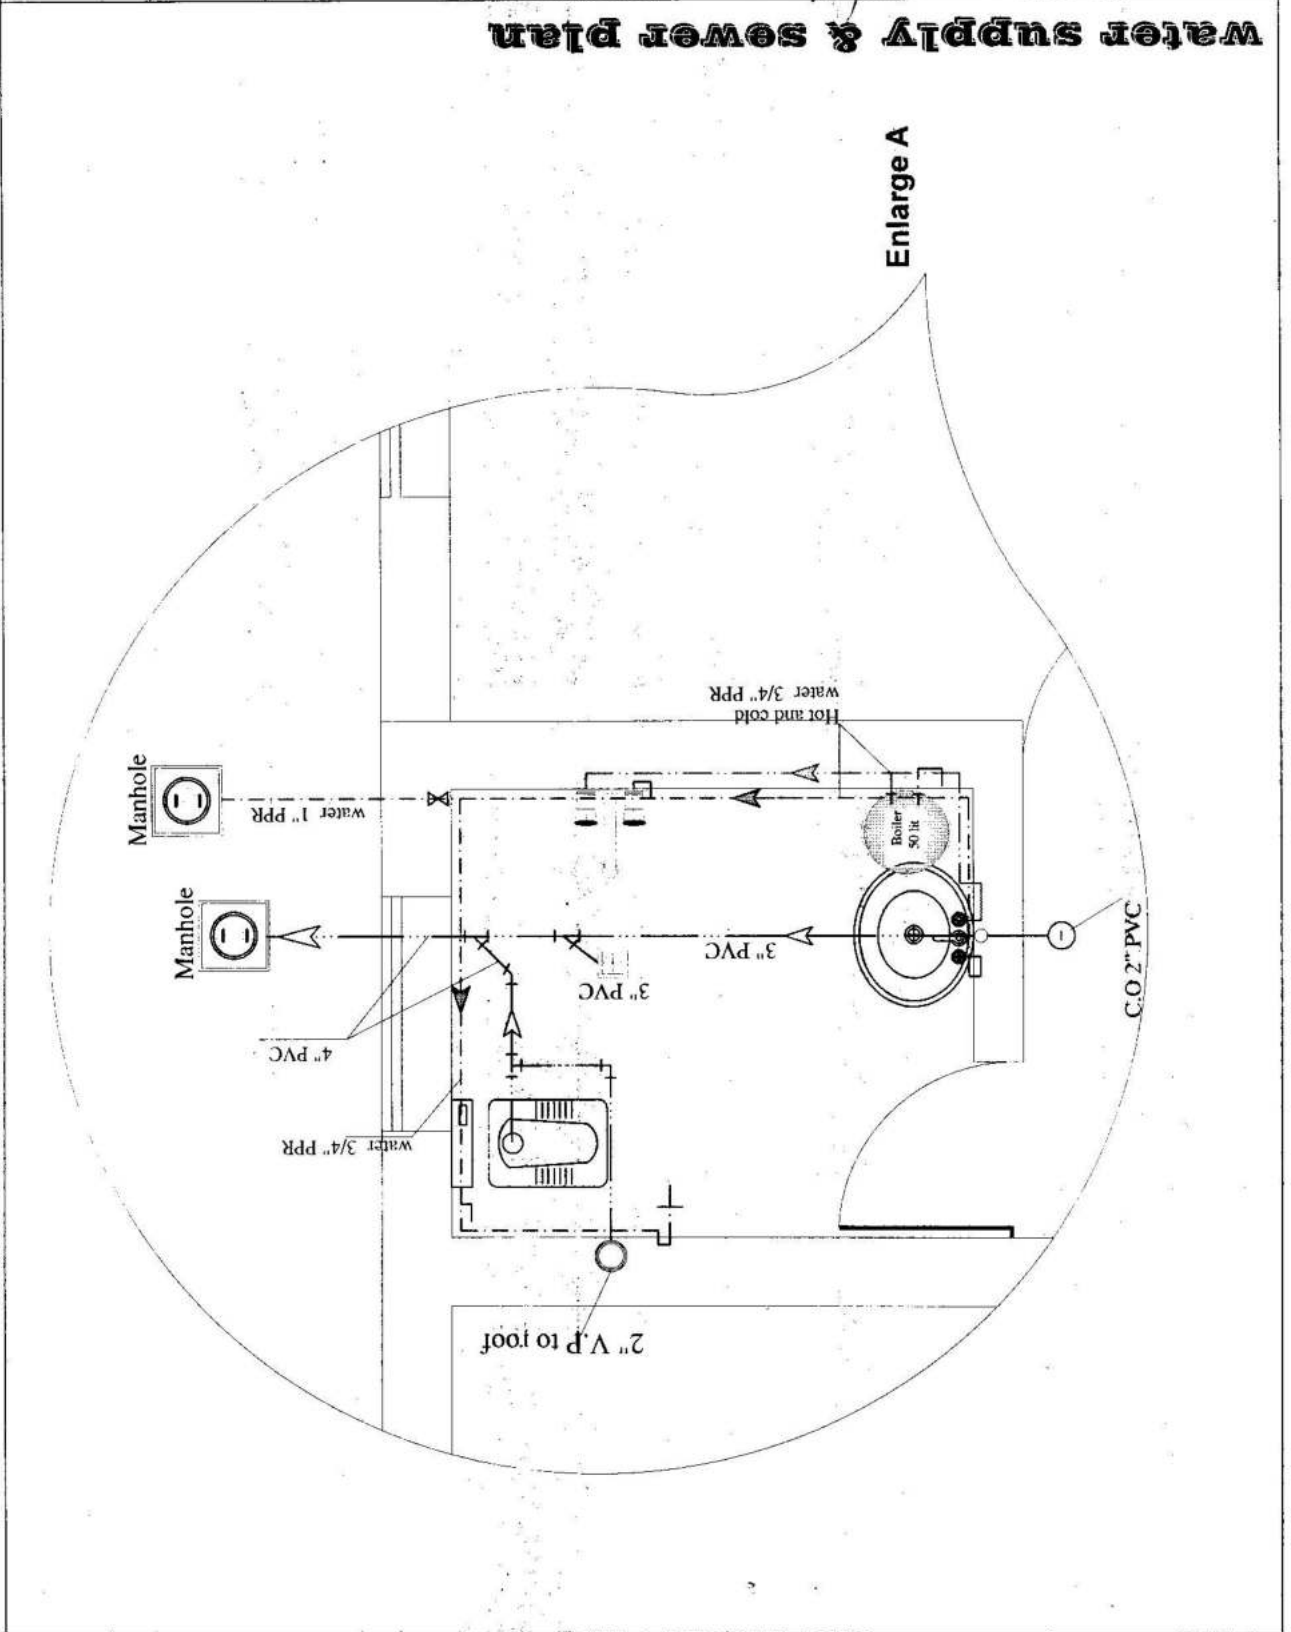 water supply & sewer plan
Enlarge A
Hot and cold
water 3/4" PPR
Manhole
water 1" PPR
Boiler
50 lit
Manhole
3" PVC
3" PVC
C.O 2" PVC
4" PVC
water 3/4" PPR
2" V.P to roof